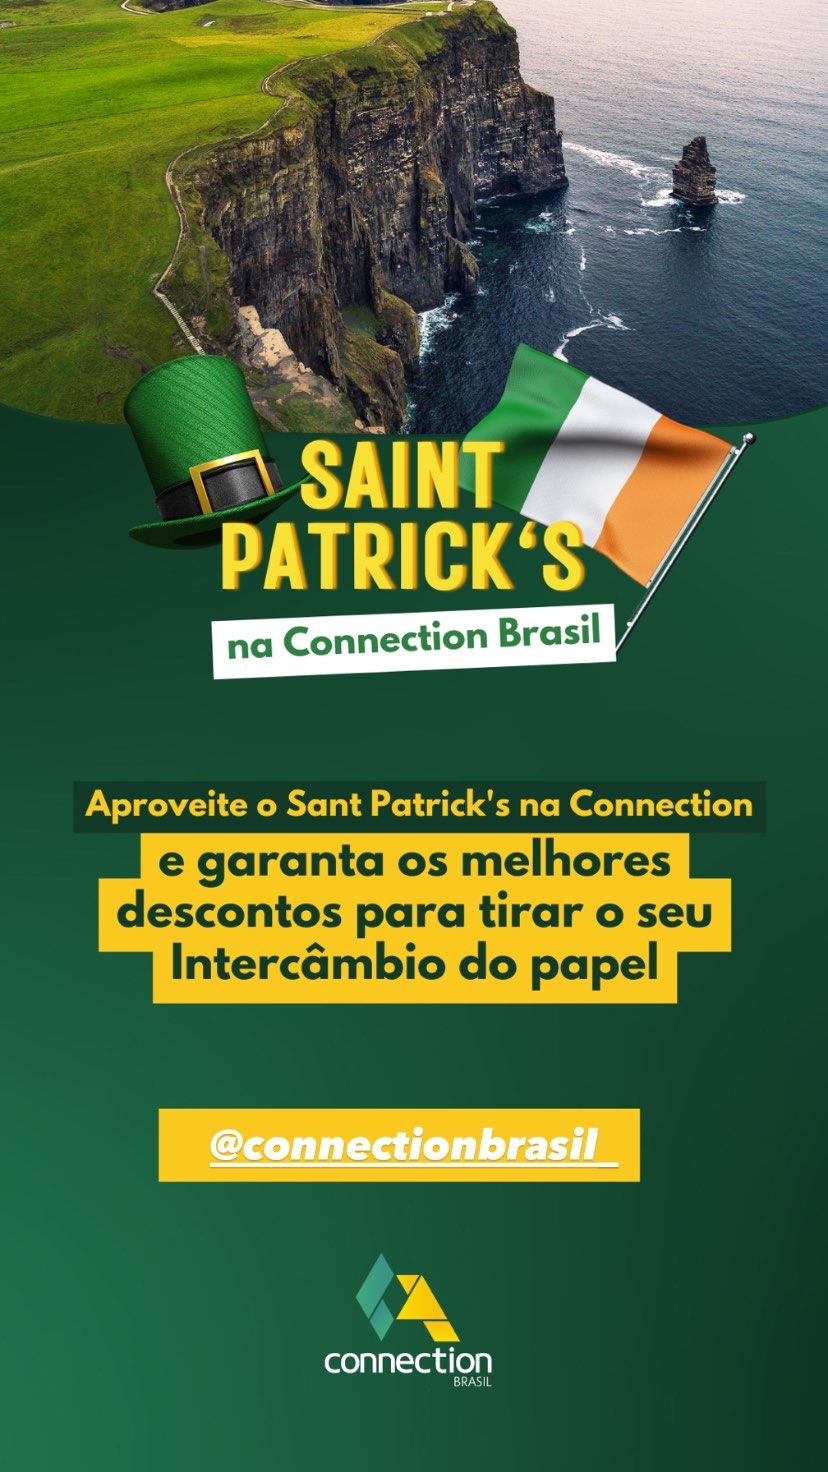 SAINT
PATRICK‘S
na Connection Brasil
Aproveite o Sant Patrick's na Connection
e garanta os melhores
descontos para tirar o seu
Intercâmbio do papel
@connectionbrasil_
connection
BRASIL